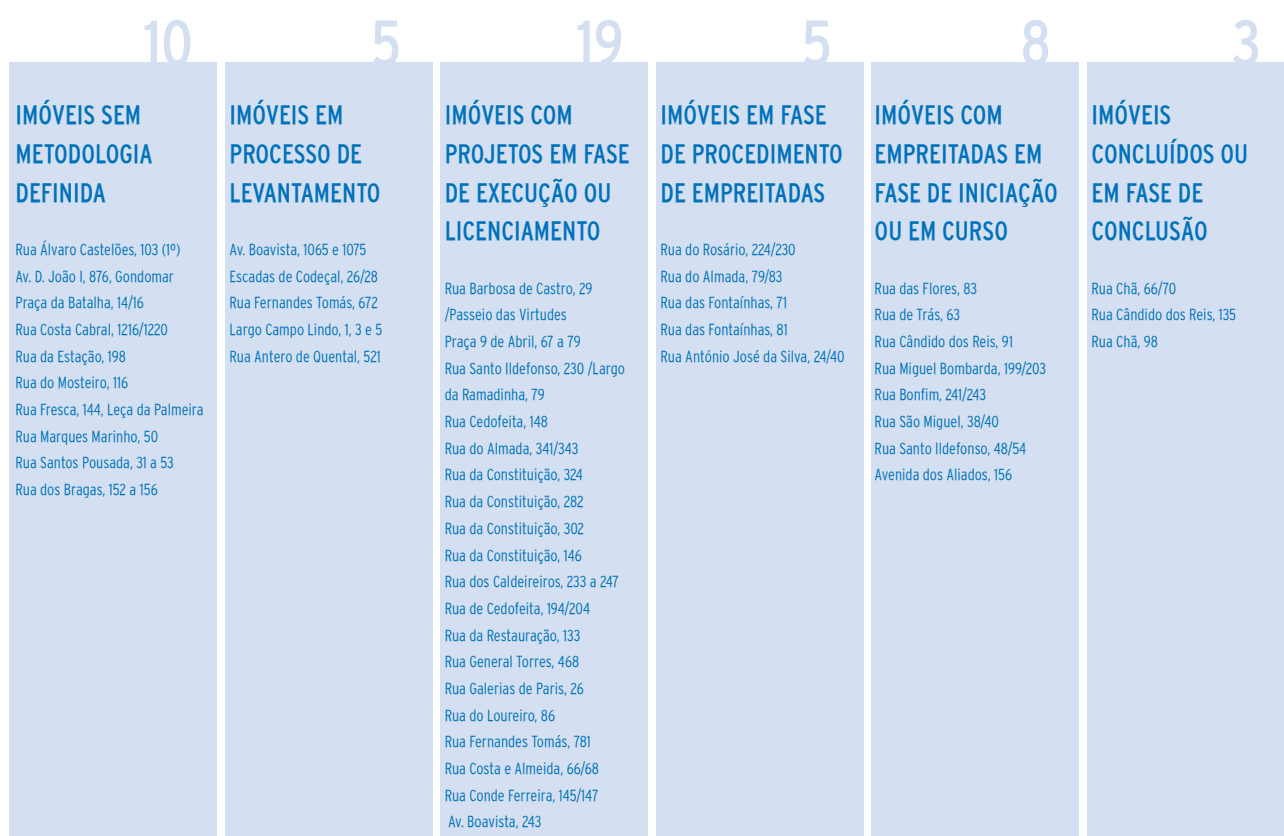 10
IMÓVEIS SEM
METODOLOGIA
DEFINIDA
Rua Álvaro Castelões, 103 (1º)
Av. D. João I, 876, Gondomar
Praça da Batalha, 14/16
Rua Costa Cabral, 1216/1220
Rua da Estação, 198
Rua do Mosteiro, 116
Rua Fresca, 144, Leça da Palmeira
Rua Marques Marinho, 50
Rua Santos Pousada, 31 a 53
Rua dos Bragas, 152 a 156
5
IMÓVEIS EM
PROCESSO DE
LEVANTAMENTO
Av. Boavista, 1065 e 1075
Escadas de Codeçal, 26/28
Rua Fernandes Tomás, 672
Largo Campo Lindo, 1, 3 e 5
Rua Antero de Quental, 521
19
IMÓVEIS COM
PROJETOS EM FASE
DE EXECUÇÃO OU
LICENCIAMENTO
Rua Barbosa de Castro, 29
/Passeio das Virtudes
Praça 9 de Abril, 67 a 79
Rua Santo Ildefonso, 230 /Largo
da Ramadinha, 79
Rua Cedofeita, 148
Rua do Almada, 341/343
Rua da Constituição, 324
Rua da Constituição, 282
Rua da Constituição, 302
Rua da Constituição, 146
Rua dos Caldeireiros, 233 a 247
Rua de Cedofeita, 194/204
Rua da Restauração, 133
Rua General Torres, 468
Rua Galerias de Paris, 26
Rua do Loureiro, 86
Rua Fernandes Tomás, 781
Rua Costa e Almeida, 66/68
Rua Conde Ferreira, 145/147
Av. Boavista, 243
5
IMÓVEIS EM FASE
DE PROCEDIMENTO
DE EMPREITADAS
Rua do Rosário, 224/230
Rua do Almada, 79/83
Rua das Fontaínhas, 71
Rua das Fontaínhas, 81
Rua António José da Silva, 24/40
8
IMÓVEIS COM
EMPREITADAS EM
FASE DE INICIAÇÃO
OU EM CURSO
Rua das Flores, 83
Rua de Trás, 63
Rua Cândido dos Reis, 91
Rua Miguel Bombarda, 199/203
Rua Bonfim, 241/243
Rua São Miguel, 38/40
Rua Santo Ildefonso, 48/54
Avenida dos Aliados, 156
3
IMÓVEIS
CONCLUÍDOS OU
EM FASE DE
CONCLUSÃO
Rua Chã, 66/70
Rua Cândido dos Reis, 135
Rua Chã, 98